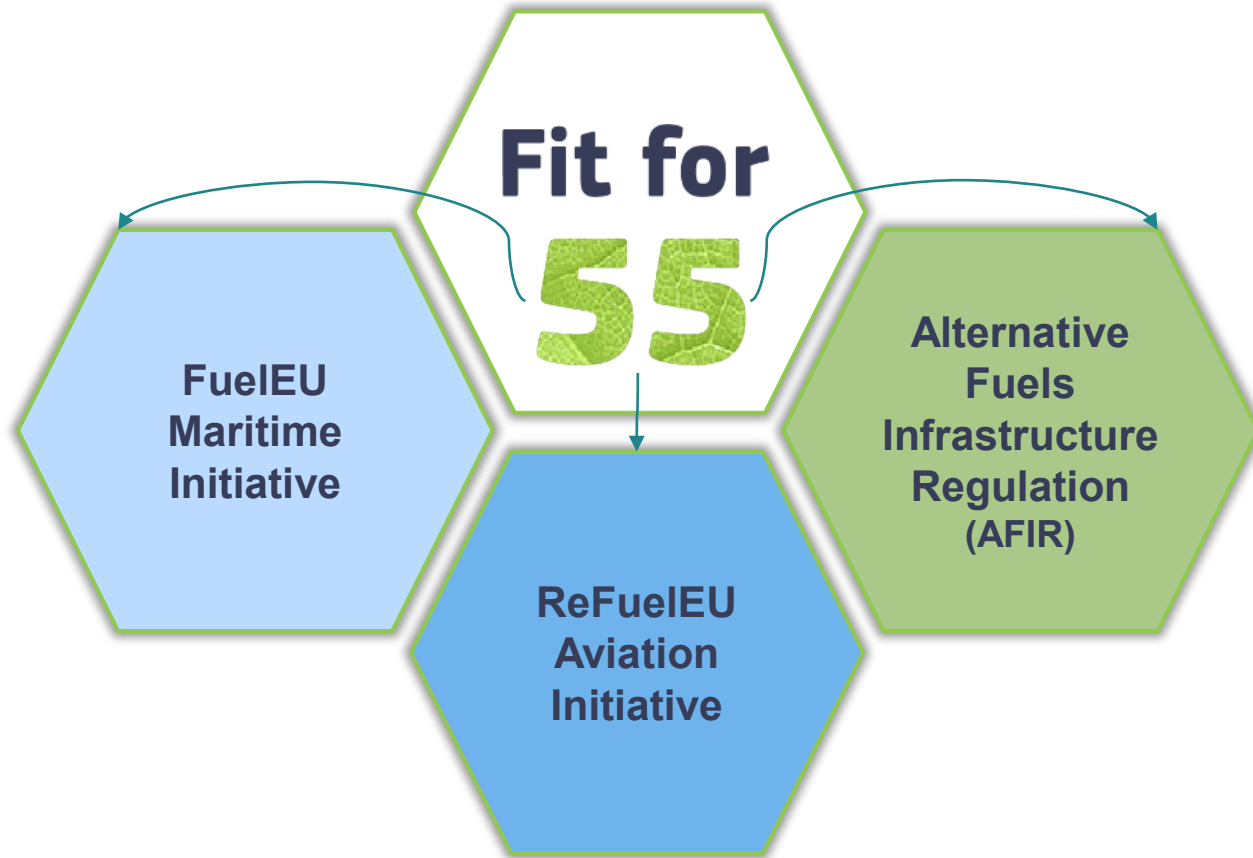 Fit for
55
FuelEU
Maritime
Initiative
ReFuelEU
Aviation
Initiative
Alternative
Fuels
Infrastructure
Regulation
(AFIR)